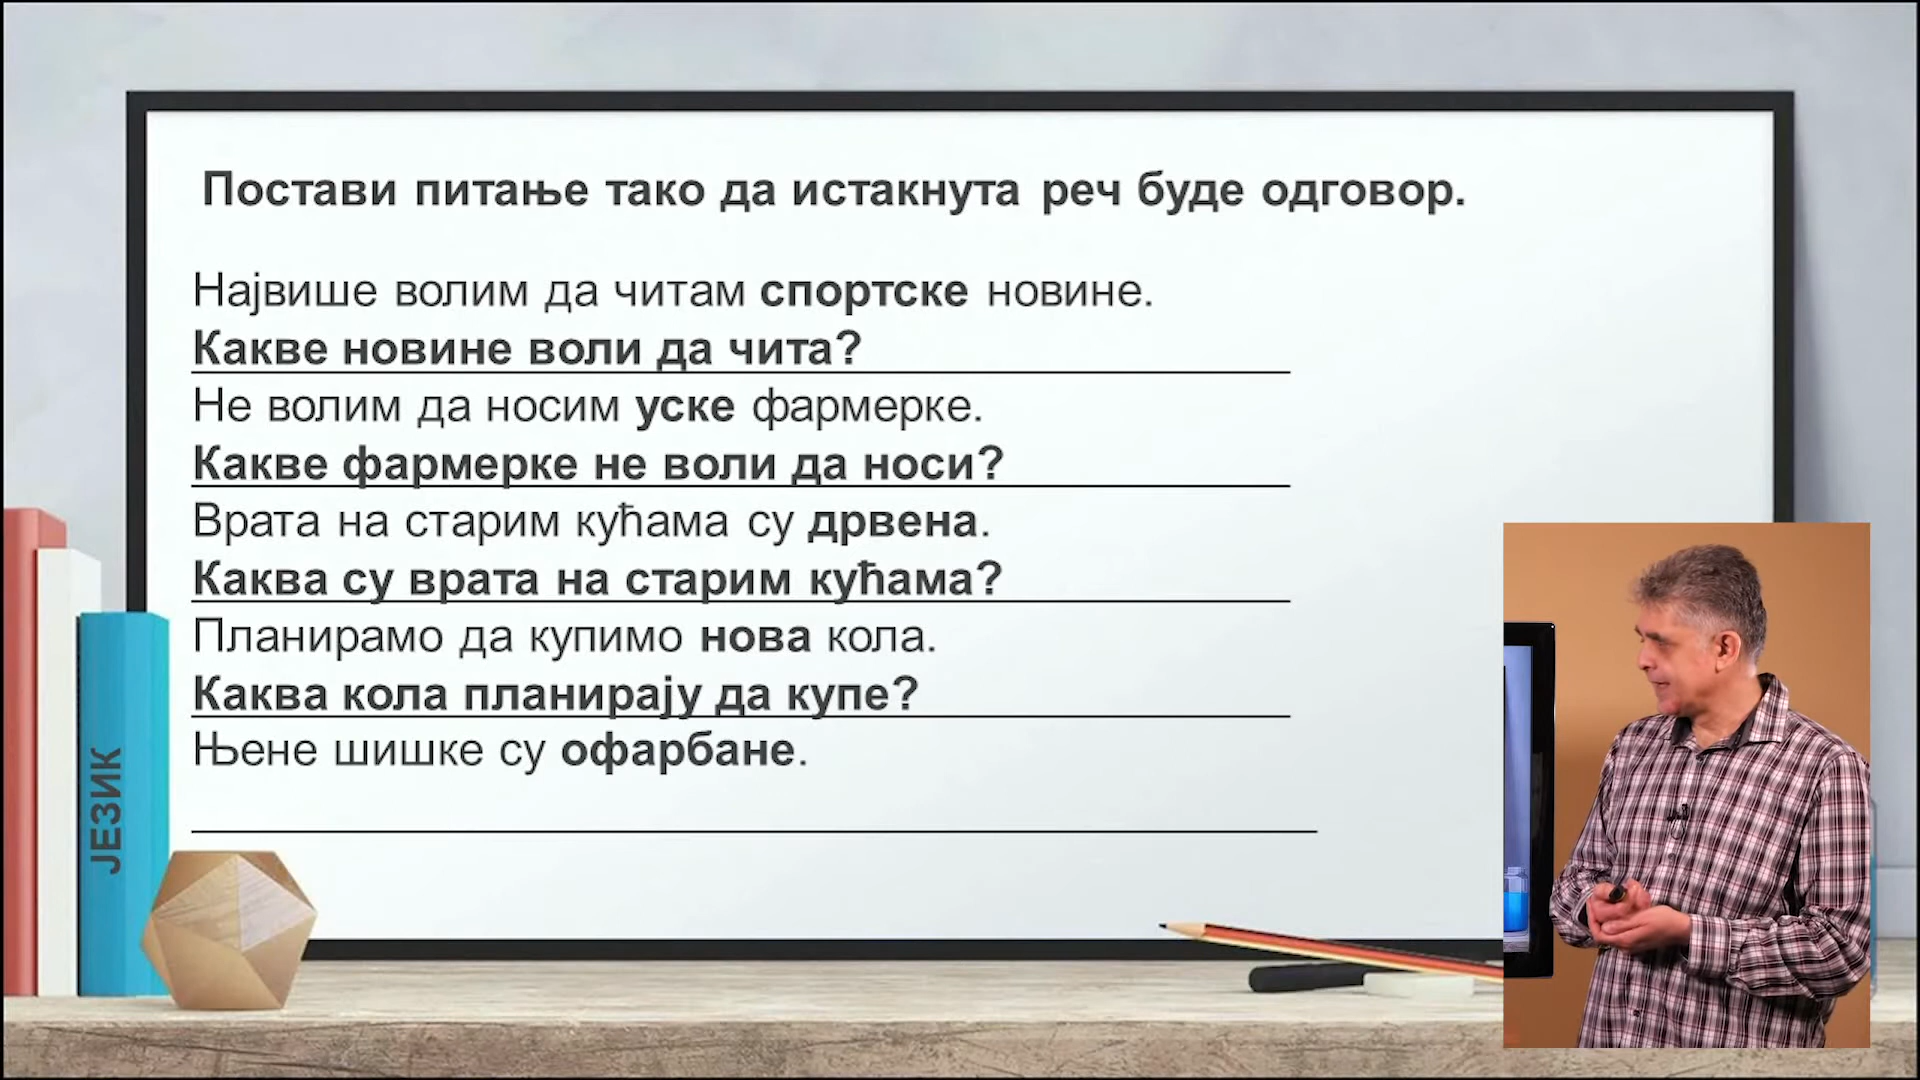 Постави питање тако да истакнута реч буде одговор.
Највише волим да читам спортске новине.
Какве новине воли да чита?
Не волим да носим уске фармерке.
Какве фармерке не воли да носи?
Врата на старим кућама су дрвена.
Каква су врата на старим кућама?
Планирамо да купимо нова кола.
Каква кола планирају да купе?
Њене шишке су офарбане.
ЈЕЗИК